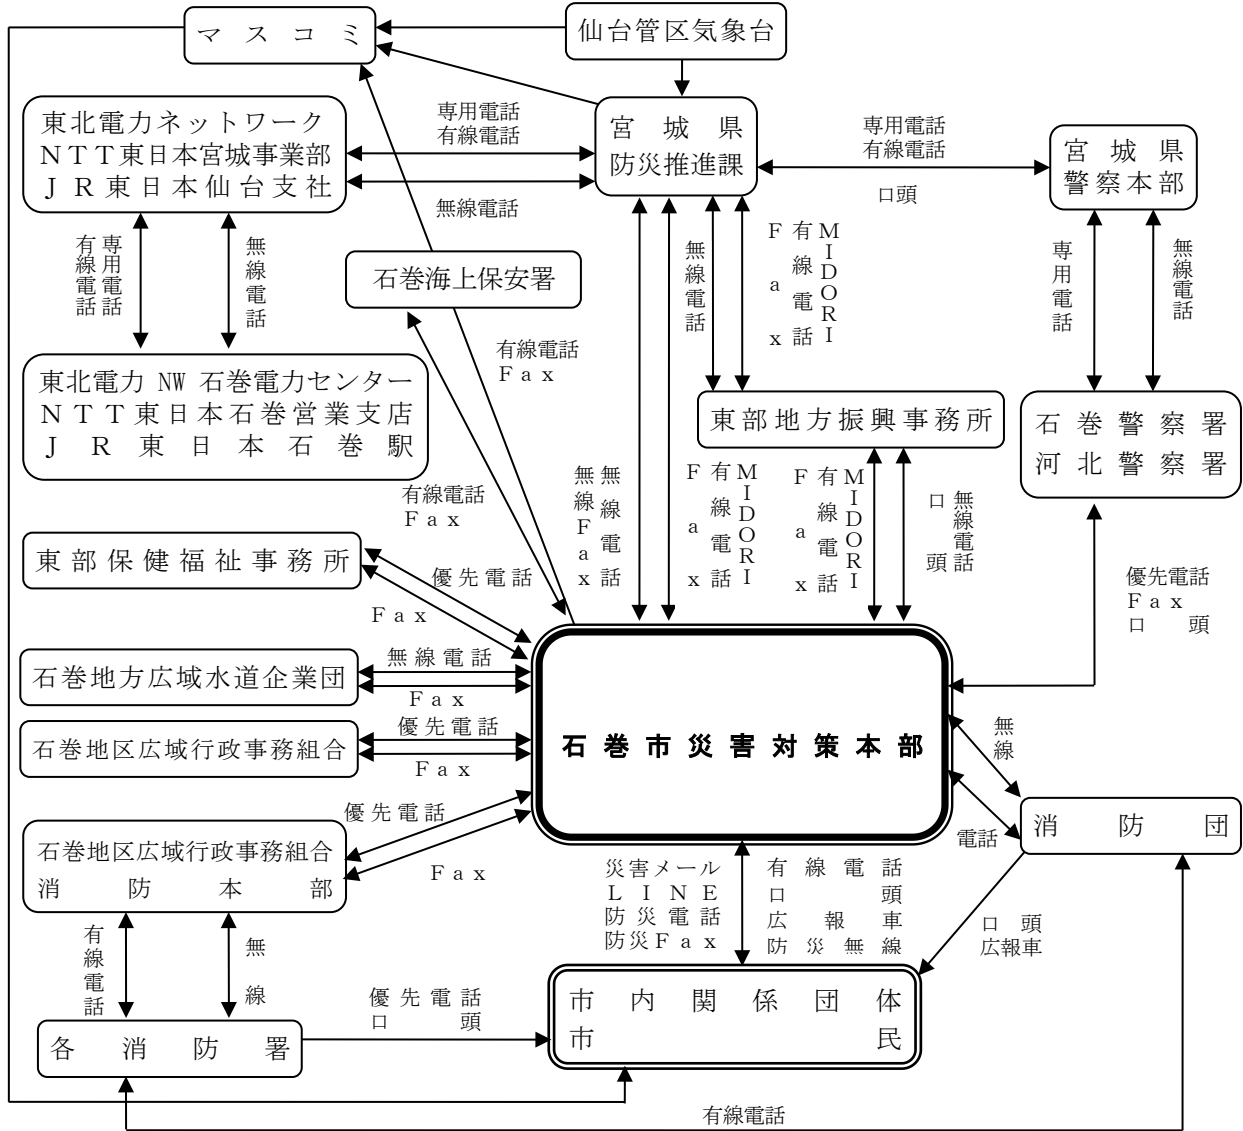 マスコミ
仙台管区気象台
東北電力ネットワーク
NTT東日本宮城事業部
JR東日本仙台支社
専用電話
有線電話
無線電話
宮城県
防災推進課
専用電話
有線電話
口頭
宮城県
警察本部
専用電話
有線電話
無線電話
石巻海上保安署
無線電話
MIDORI
有線電話
Fax
専用電話
無線電話
有線電話
Fax
東北電力 NW 石巻電力センター
NTT東日本石巻営業支店
JR東日本石巻駅
東部地方振興事務所
石巻警察署
河北警察署
有線電話
Fax
無線電話
無線Fax
MIDORI
有線電話
Fax
MIDORI
有線電話
Fax
無線電話
口頭
東部保健福祉事務所
優先電話
Fax
優先電話
Fax
口頭
石巻地方広域水道企業団
無線電話
Fax
石巻地区広域行政事務組合
優先電話
Fax
石巻市災害対策本部
無線
電話
消防団
石巻地区広域行政事務組合
消防本部
優先電話
Fax
災害メール
LINE
防災電話
防災Fax
有線電話
口頭
広報車
防災無線
口頭
広報車
有線電話
無線
各消防署
優先電話
口頭
市内関係団体
市民
有線電話